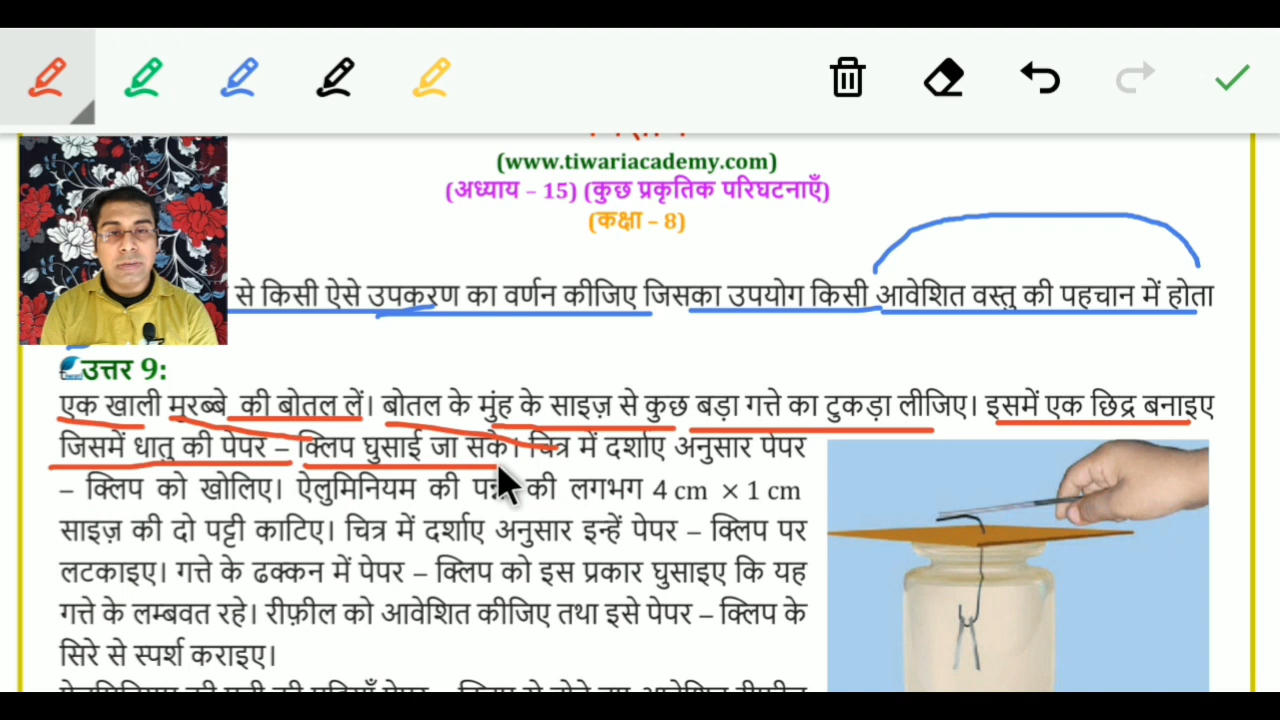 (www.tiwariacademy.com)
(अध्याय – 15) (कुछ प्रकृतिक परिघटनाएँ)
(कक्षा – 8)
से किसी ऐसे उपकरण का वर्णन कीजिए जिसका उपयोग किसी आवेशित वस्तु की पहचान में होता
उत्तर 9:
एक खाली मुरब्बे की बोतल लें। बोतल के मुंह के साइज़ से कुछ बड़ा गत्ते का टुकड़ा लीजिए। इसमें एक छिद्र बनाइए
जिसमें धातु की पेपर – क्लिप घुसाई जा सके। चित्र में दर्शाए अनुसार पेपर
– क्लिप को खोलिए। ऐलुमिनियम की की लगभग 4 cm × 1 cm
साइज़ की दो पट्टी काटिए। चित्र में दर्शाए अनुसार इन्हें पेपर – क्लिप पर
लटकाइए। गत्ते के ढक्कन में पेपर – क्लिप को इस प्रकार घुसाइए कि यह
गत्ते के लम्बवत रहे। रीफ़ील को आवेशित कीजिए तथा इसे पेपर – क्लिप के
सिरे से स्पर्श कराइए।